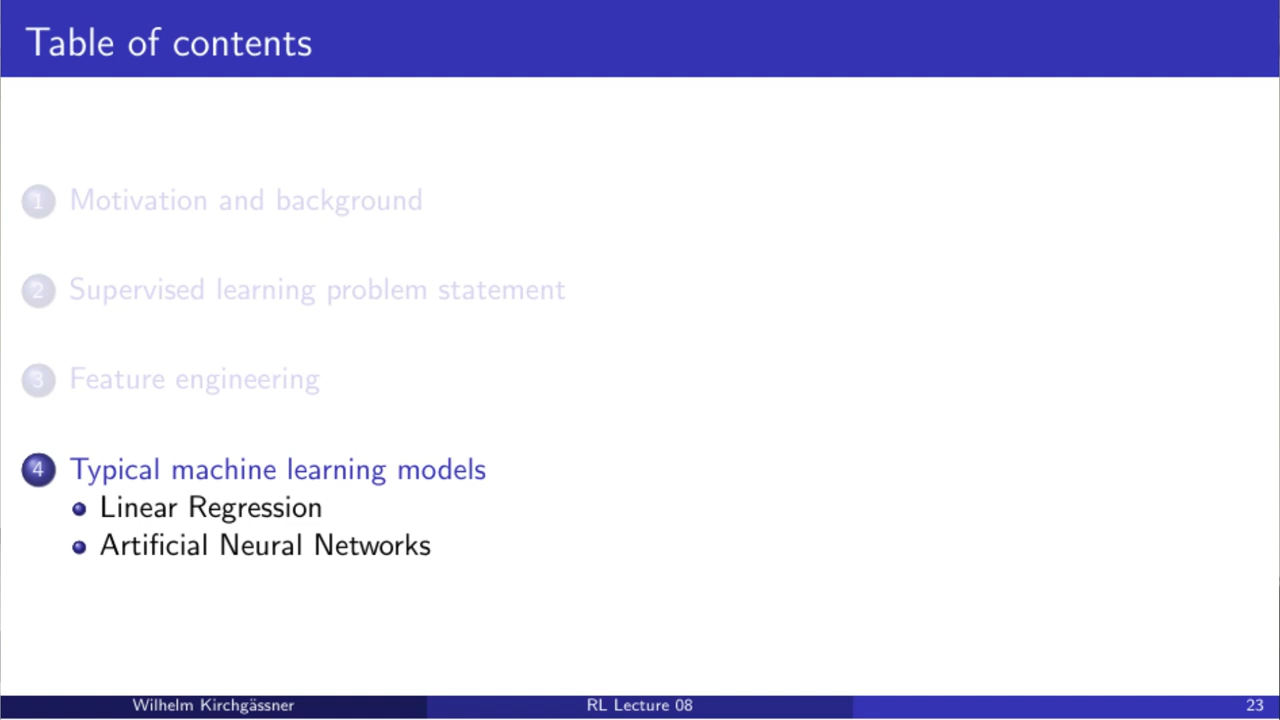 Table of contents
1 Motivation and background
2 Supervised learning problem statement
3 Feature engineering
4 Typical machine learning models
Linear Regression
Artificial Neural Networks
Wilhelm Kirchgässner RL Lecture 08 23